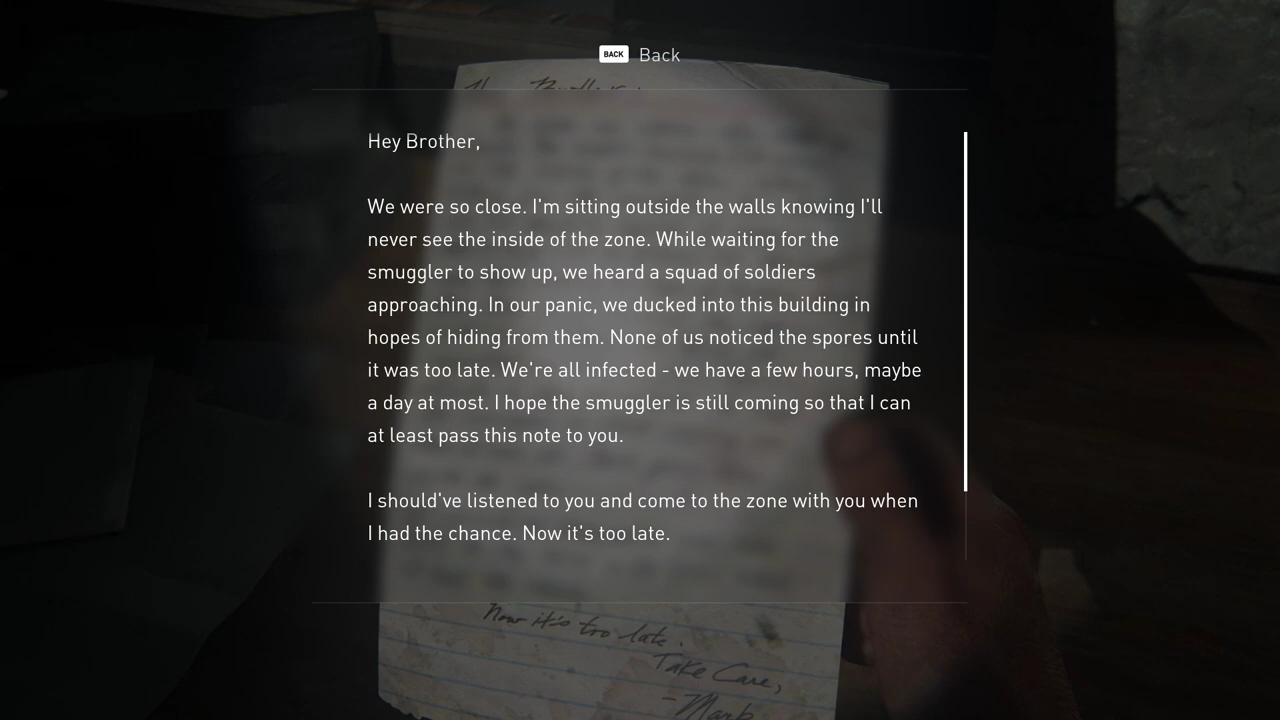 BACK Back
Hey Brother,
We were so close. I'm sitting outside the walls knowing I'll
never see the inside of the zone. While waiting for the
smuggler to show up, we heard a squad of soldiers
approaching. In our panic, we ducked into this building in
hopes of hiding from them. None of us noticed the spores until
it was too late. We're all infected - we have a few hours, maybe
a day at most. I hope the smuggler is still coming so that I can
at least pass this note to you.
I should've listened to you and come to the zone with you when
I had the chance. Now it's too late.
Now it's too late.
Take Care,
-Mark